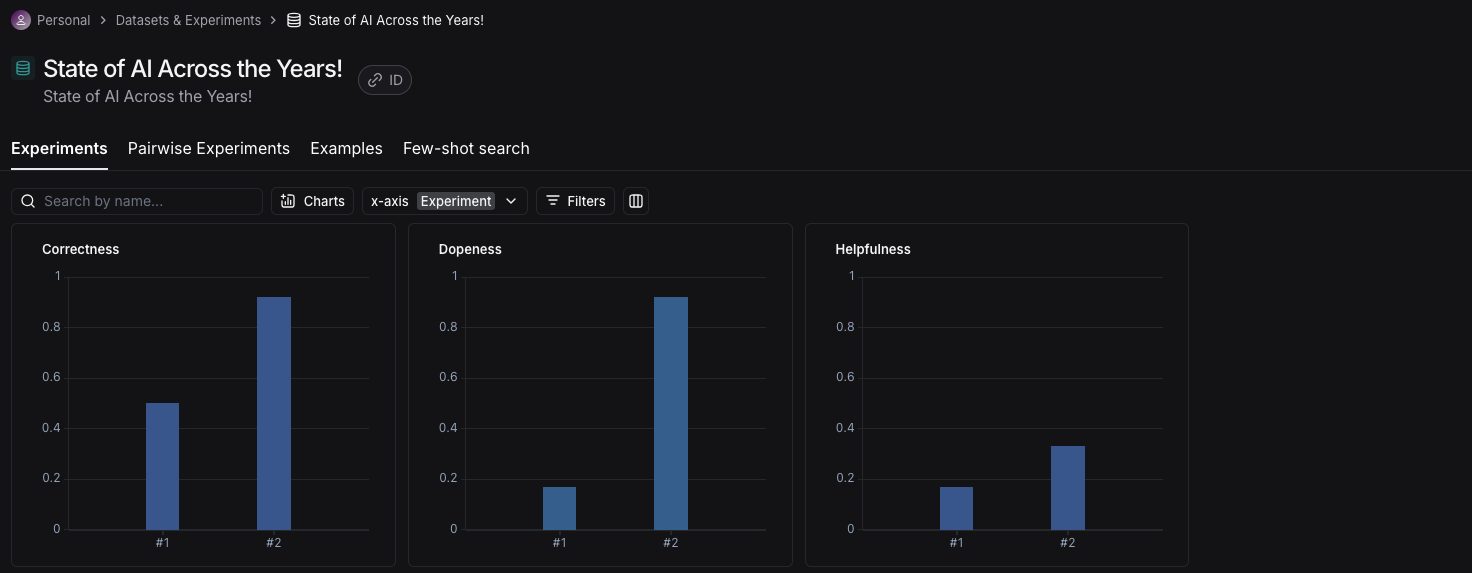 Personal > Datasets & Experiments > State of AI Across the Years!
State of AI Across the Years!
ID
State of AI Across the Years!
Experiments Pairwise Experiments Examples Few-shot search
Search by name... Charts x-axis Experiment Filters
Correctness
1
0.8
0.6
0.4
0.2
0
#1 #2
Dopeness
1
0.8
0.6
0.4
0.2
0
#1 #2
Helpfulness
1
0.8
0.6
0.4
0.2
0
#1 #2